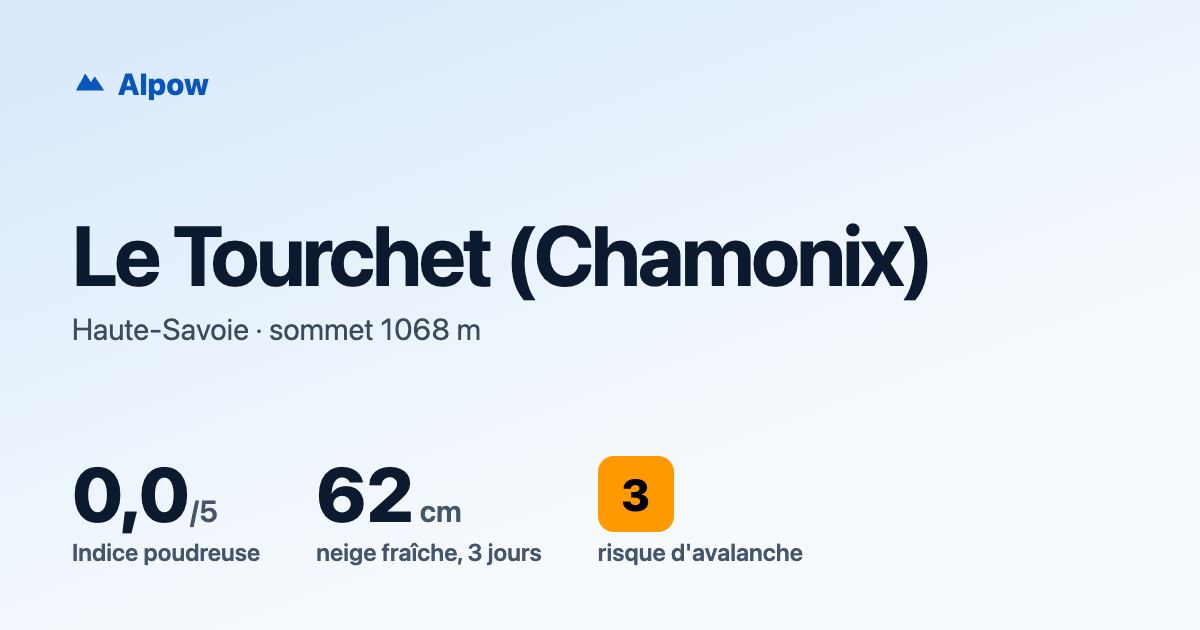 Alpow
Le Tourchet (Chamonix)
Haute-Savoie · sommet 1068 m
0,0/5
Indice poudreuse
62 cm
neige fraîche, 3 jours
3
risque d'avalanche